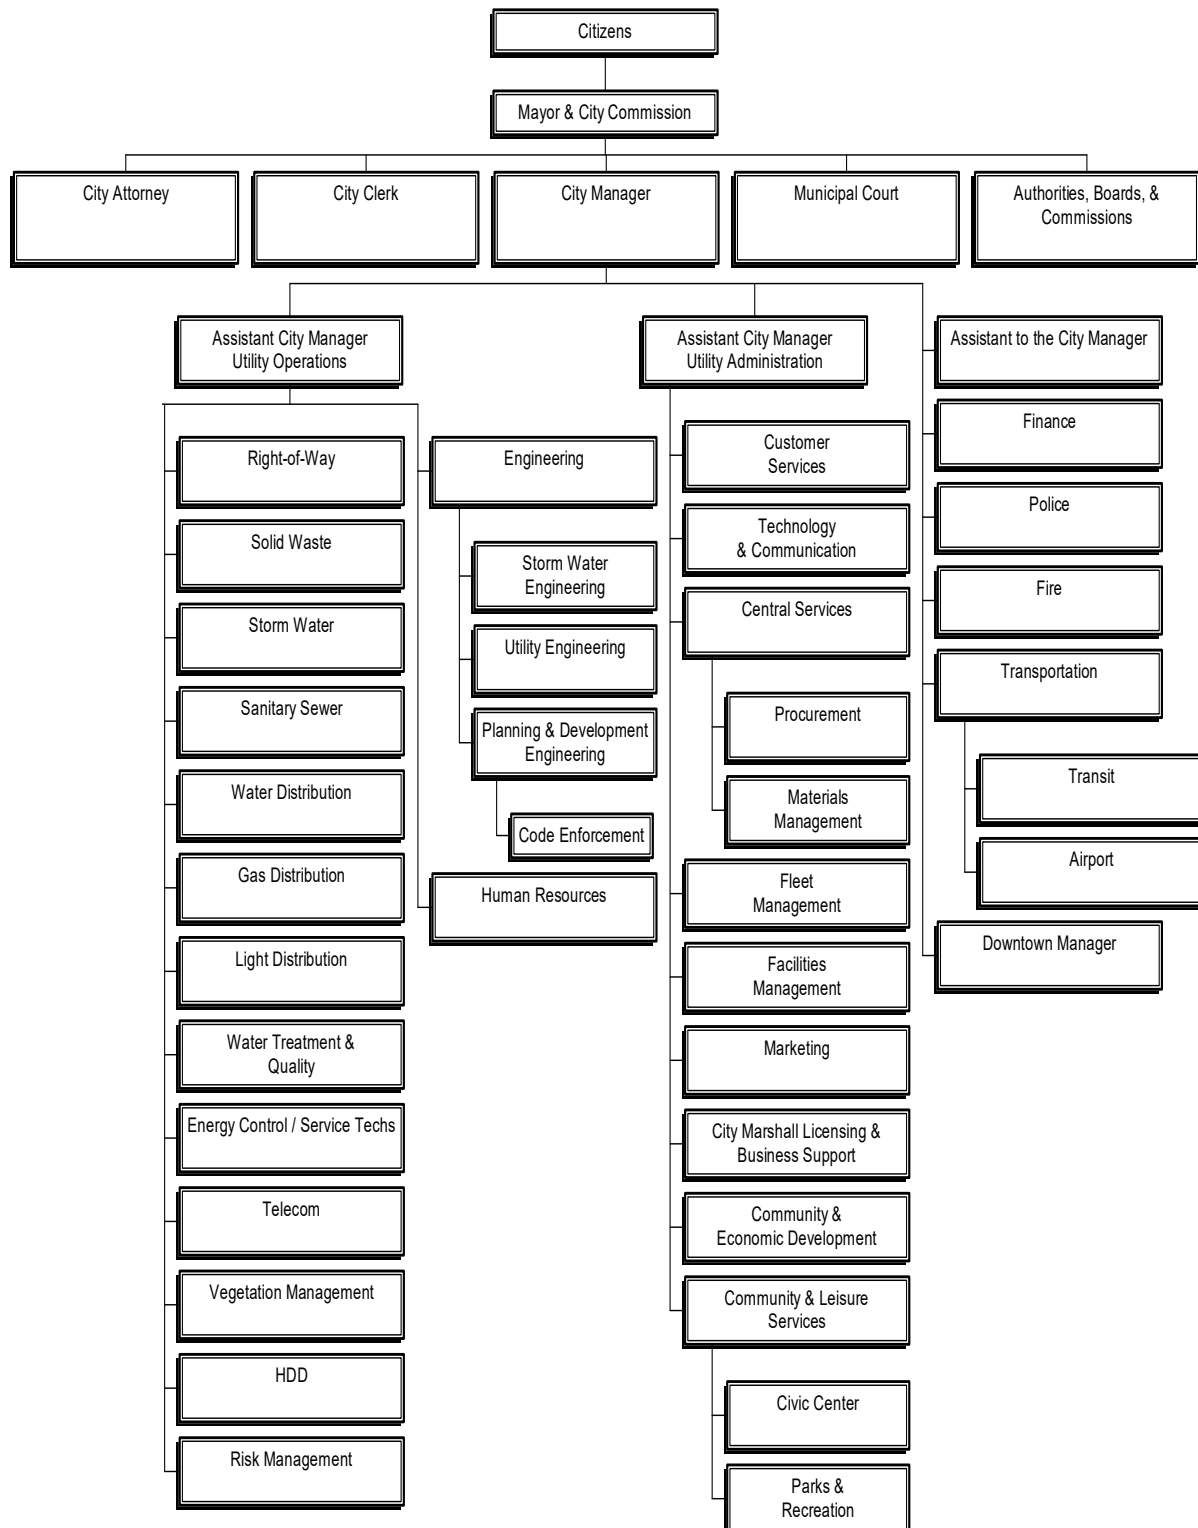 Citizens
Mayor & City Commission
City Attorney
City Clerk
City Manager
Municipal Court
Authorities, Boards, &
Commissions
Assistant City Manager
Utility Operations
Right-of-Way
Solid Waste
Storm Water
Sanitary Sewer
Water Distribution
Gas Distribution
Light Distribution
Water Treatment &
Quality
Energy Control / Service Techs
Telecom
Vegetation Management
HDD
Risk Management
Engineering
Storm Water
Engineering
Utility Engineering
Planning & Development
Engineering
Code Enforcement
Human Resources
Assistant City Manager
Utility Administration
Customer
Services
Technology
& Communication
Central Services
Procurement
Materials
Management
Fleet
Management
Facilities
Management
Marketing
City Marshall Licensing &
Business Support
Community &
Economic Development
Community & Leisure
Services
Civic Center
Parks &
Recreation
Assistant to the City Manager
Finance
Police
Fire
Transportation
Transit
Airport
Downtown Manager